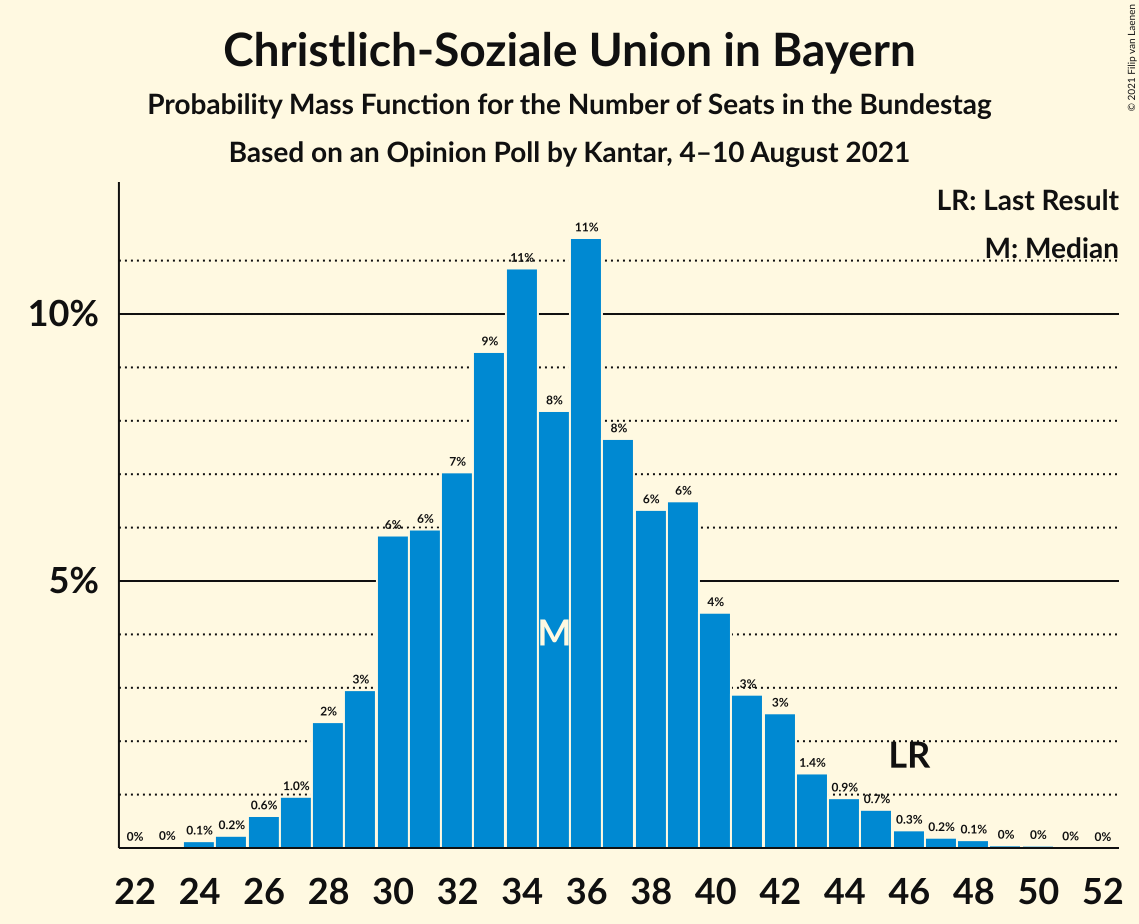 Christlich-Soziale Union in Bayern
Probability Mass Function for the Number of Seats in the Bundestag
Based on an Opinion Poll by Kantar, 4–10 August 2021
© 2021 Filip van Laenen
LR: Last Result
M: Median
10%
5%
0% 0% 0.1% 0.2% 0.6% 1.0% 2% 3% 6% 6% 7% 9% 11% 8% 11% 8% 6% 6% 4% 3% 3% 1.4% 0.9% 0.7% 0.3% 0.2% 0.1% 0% 0% 0% 0%
M
LR
22 24 26 28 30 32 34 36 38 40 42 44 46 48 50 52